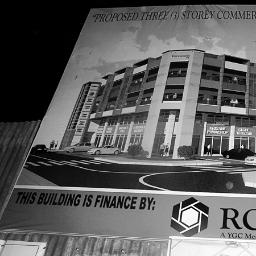 "PROPOSED THREE (3) STOREY COMMER
THIS BUILDING IS FINANCE BY:
RC
A YGC Me